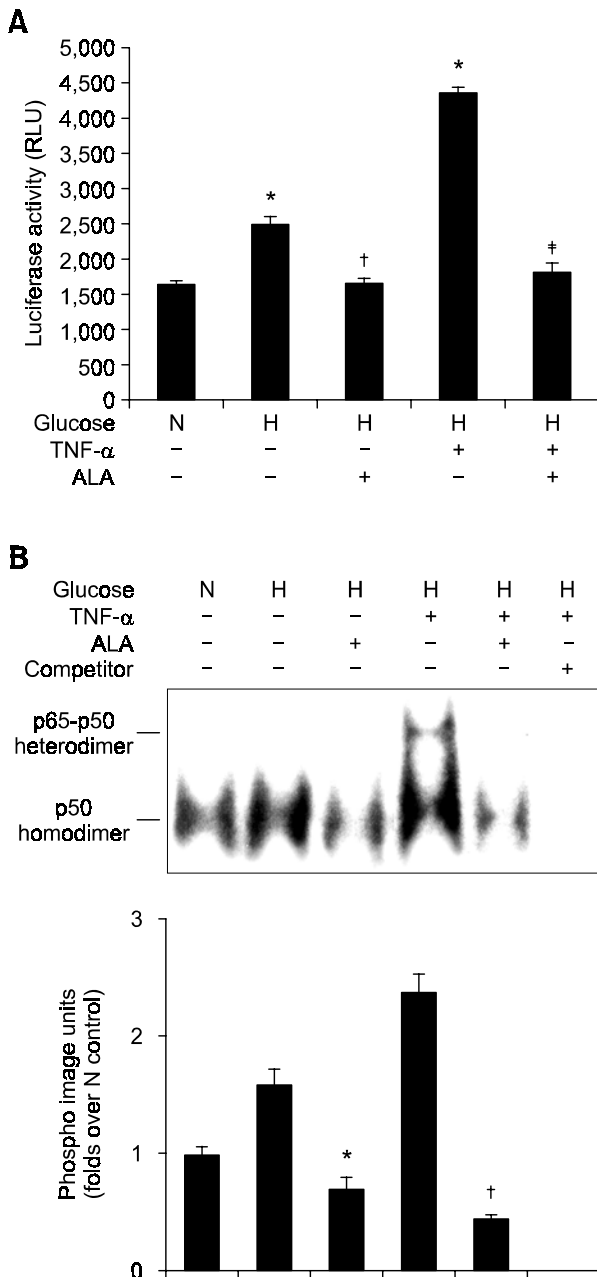 A
5,000
4,500
4,000
3,500
3,000
2,500
2,000
1,500
1,000
500
0
Luciferase activity (RLU)
*
†
*
‡
Glucose N H H H H
TNF-α – – – + +
ALA – – + – +
B
Glucose N H H H H H
TNF-α – – – + + +
ALA – – + – + –
Competitor – – – – – +
p65-p50
heterodimer
p50
homodimer
3
2
1
0
Phospho image units
(folds over N control)
*
†